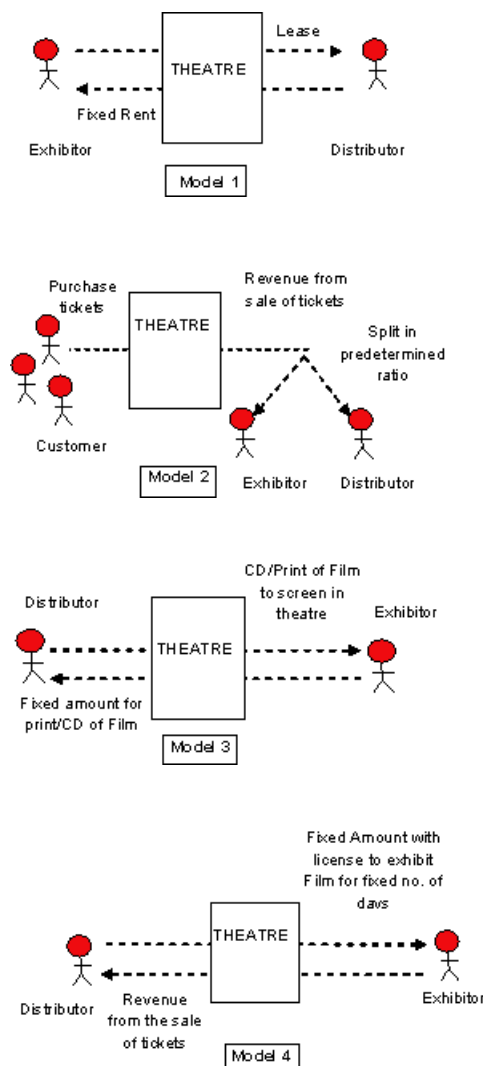 Lease
THEATRE
Fixed Rent
Exhibitor
Distributor
Model 1
Purchase
tickets
Revenue from
sale of tickets
THEATRE
Split in
predetermined
ratio
Customer
Model 2
Exhibitor
Distributor
CD/Print of Film
to screen in
theatre
Distributor
Exhibitor
THEATRE
Fixed amount for
print/CD of Film
Model 3
Fixed Amount with
license to exhibit
Film for fixed no. of
days
THEATRE
Distributor
Revenue
from the sale
of tickets
Exhibitor
Model 4